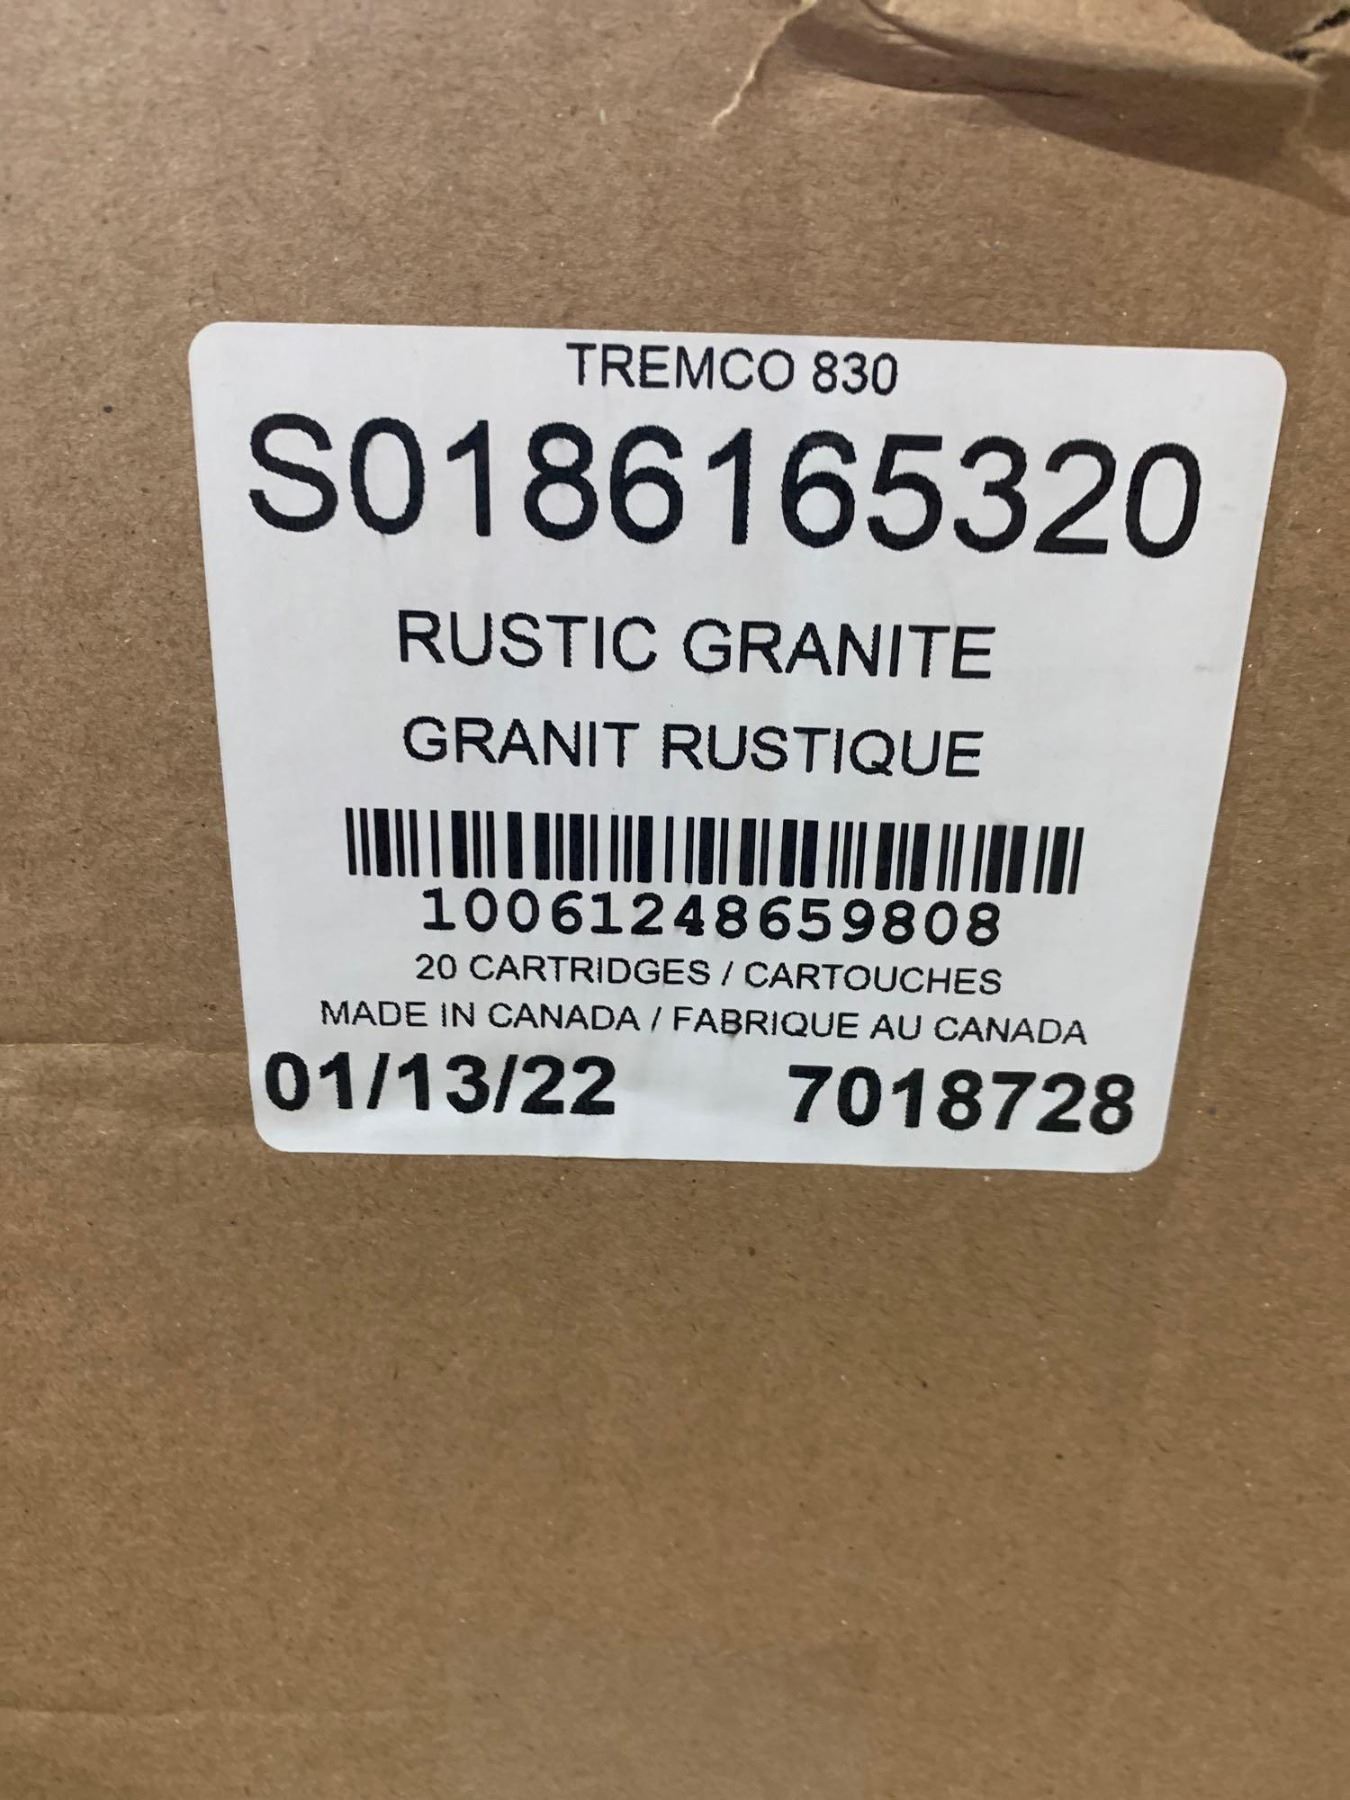 TREMCO 830
S0186165320
RUSTIC GRANITE
GRANIT RUSTIQUE
10061248659808
20 CARTRIDGES / CARTOUCHES
MADE IN CANADA / FABRIQUE AU CANADA
01/13/22 7018728